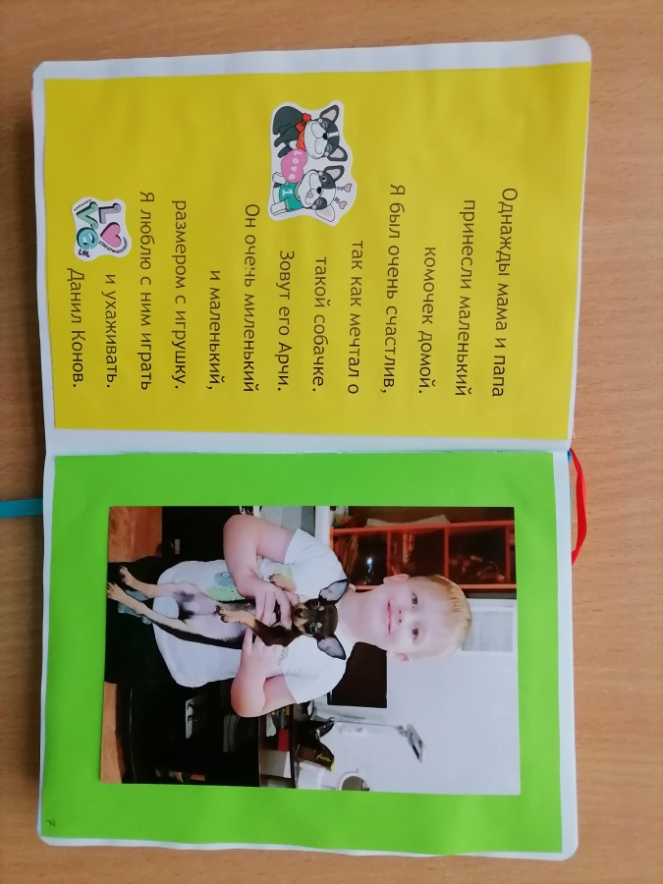 Однажды мама и папа
принесли маленький
комочек домой.
Я был очень счастлив,
так как мечтал о
такой собачке.
Зовут его Арчи.
Он очень миленький
и маленький,
размером с игрушку.
Я люблю с ним играть
и ухаживать.
Данил Конов.
LOVE